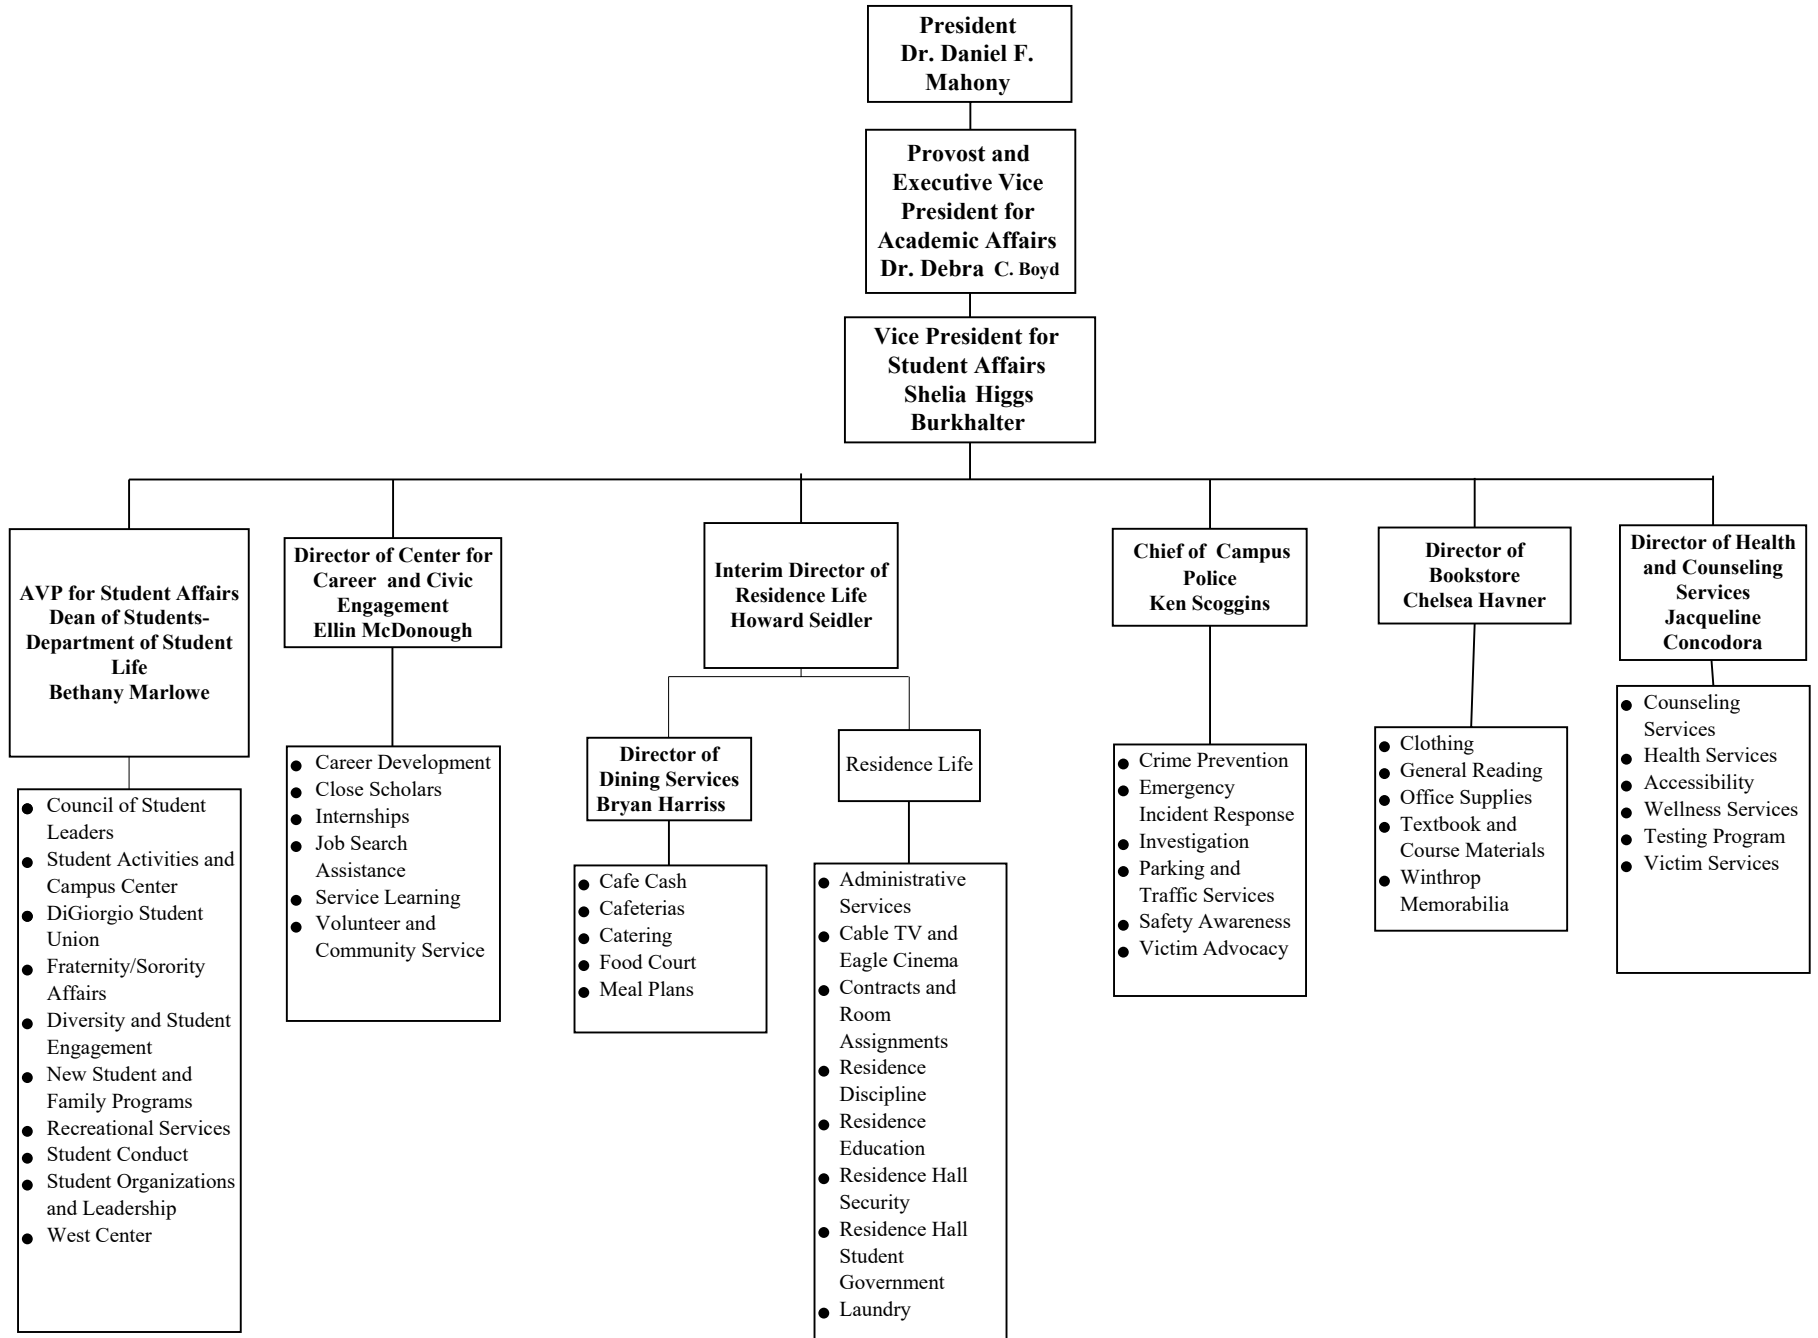 President
Dr. Daniel F.
Mahony
Provost and
Executive Vice
President for
Academic Affairs
Dr. Debra C. Boyd
Vice President for
Student Affairs
Shelia Higgs
Burkhalter
AVP for Student Affairs
Dean of Students-
Department of Student
Life
Bethany Marlowe
● Council of Student
Leaders
● Student Activities and
Campus Center
● DiGiorgio Student
Union
● Fraternity/Sorority
Affairs
● Diversity and Student
Engagement
● New Student and
Family Programs
● Recreational Services
● Student Conduct
● Student Organizations
and Leadership
● West Center
Director of Center for
Career and Civic
Engagement
Ellin McDonough
● Career Development
● Close Scholars
● Internships
● Job Search
Assistance
● Service Learning
● Volunteer and
Community Service
Interim Director of
Residence Life
Howard Seidler
Director of
Dining Services
Bryan Harriss
● Cafe Cash
● Cafeterias
● Catering
● Food Court
● Meal Plans
Residence Life
● Administrative
Services
● Cable TV and
Eagle Cinema
● Contracts and
Room
Assignments
● Residence
Discipline
● Residence
Education
● Residence Hall
Security
● Residence Hall
Student
Government
● Laundry
Chief of Campus
Police
Ken Scoggins
● Crime Prevention
● Emergency
Incident Response
● Investigation
● Parking and
Traffic Services
● Safety Awareness
● Victim Advocacy
Director of
Bookstore
Chelsea Havner
● Clothing
● General Reading
● Office Supplies
● Textbook and
Course Materials
● Winthrop
Memorabilia
Director of Health
and Counseling
Services
Jacqueline
Concodora
● Counseling
Services
● Health Services
● Accessibility
● Wellness Services
● Testing Program
● Victim Services